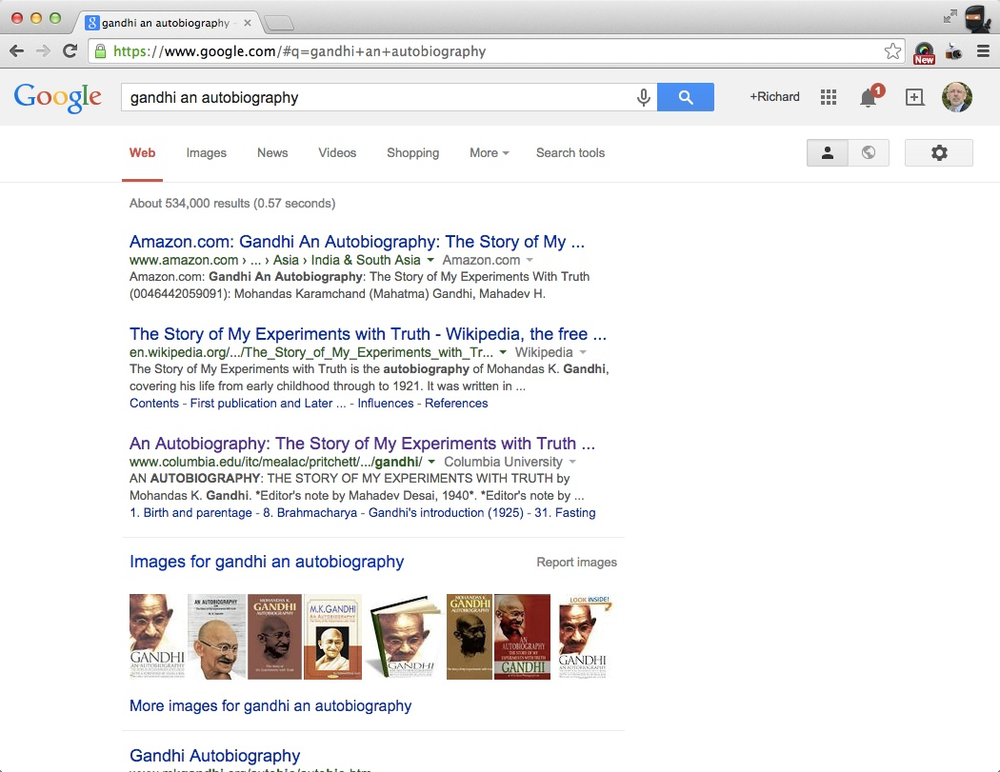 gandhi an autobiography -
https://www.google.com/#q=gandhi+an+autobiography
New
Google
gandhi an autobiography
+Richard
1
Web Images News Videos Shopping More Search tools
About 534,000 results (0.57 seconds)
Amazon.com: Gandhi An Autobiography: The Story of My ...
www.amazon.com › ... › Asia › India & South Asia Amazon.com
Amazon.com: Gandhi An Autobiography: The Story of My Experiments With Truth
(0046442059091): Mohandas Karamchand (Mahatma) Gandhi, Mahadev H.
The Story of My Experiments with Truth - Wikipedia, the free ...
en.wikipedia.org/.../The_Story_of_My_Experiments_with_Tr... Wikipedia
The Story of My Experiments with Truth is the autobiography of Mohandas K. Gandhi,
covering his life from early childhood through to 1921. It was written in ...
Contents - First publication and Later ... - Influences - References
An Autobiography: The Story of My Experiments with Truth ...
www.columbia.edu/itc/mealac/pritchett/.../gandhi/ Columbia University
AN AUTOBIOGRAPHY: THE STORY OF MY EXPERIMENTS WITH TRUTH by
Mohandas K. Gandhi. *Editor's note by Mahadev Desai, 1940*. *Editor's note by ...
1. Birth and parentage - 8. Brahmacharya - Gandhi's introduction (1925) - 31. Fasting
Images for gandhi an autobiography Report images
GANDHI
AN AUTOBIOGRAPHY
AN AUTOBIOGRAPHY
MOHANDAS K.
GANDHI
AUTOBIOGRAPHY
M.K.GANDHI
AN AUTOBIOGRAPHY
GANDHI
MOHANDAS K.
GANDHI
AUTOBIOGRAPHY
AN
AUTOBIOGRAPHY
THE STORY OF MY
EXPERIMENTS WITH TRUTH
GANDHI
LOOK INSIDE!
GANDHI
AN AUTOBIOGRAPHY
More images for gandhi an autobiography
Gandhi Autobiography
www.mkgandhi.org/autobio/autobio.htm